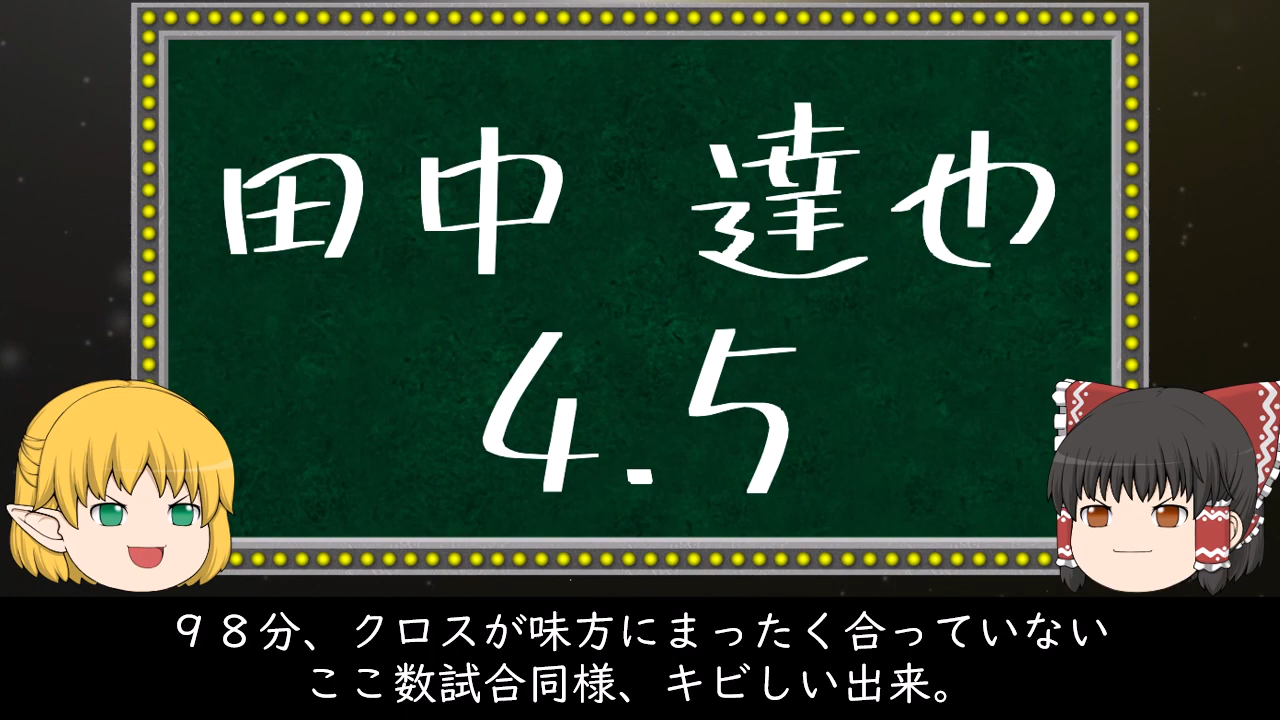 田中 達也
4.5
９８分、クロスが味方にまったく合っていない
ここ数試合同様、キビしい出来。